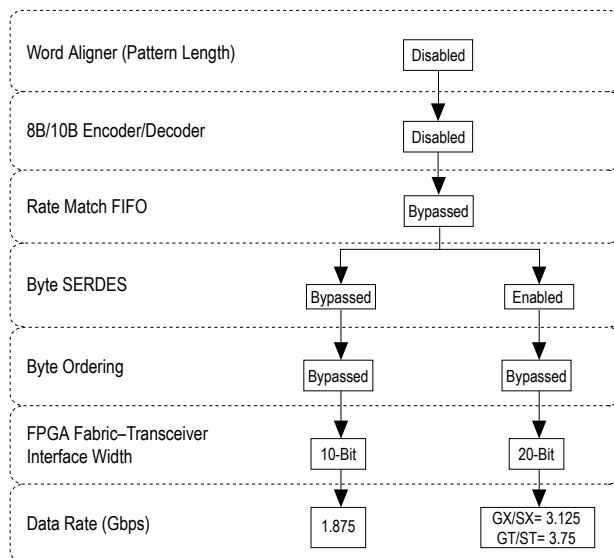 Word Aligner (Pattern Length)
Disabled
8B/10B Encoder/Decoder
Disabled
Rate Match FIFO
Bypassed
Byte SERDES
Bypassed
Enabled
Byte Ordering
Bypassed
Bypassed
FPGA Fabric–Transceiver
Interface Width
10-Bit
20-Bit
Data Rate (Gbps)
1.875
GX/SX= 3.125
GT/ST= 3.75